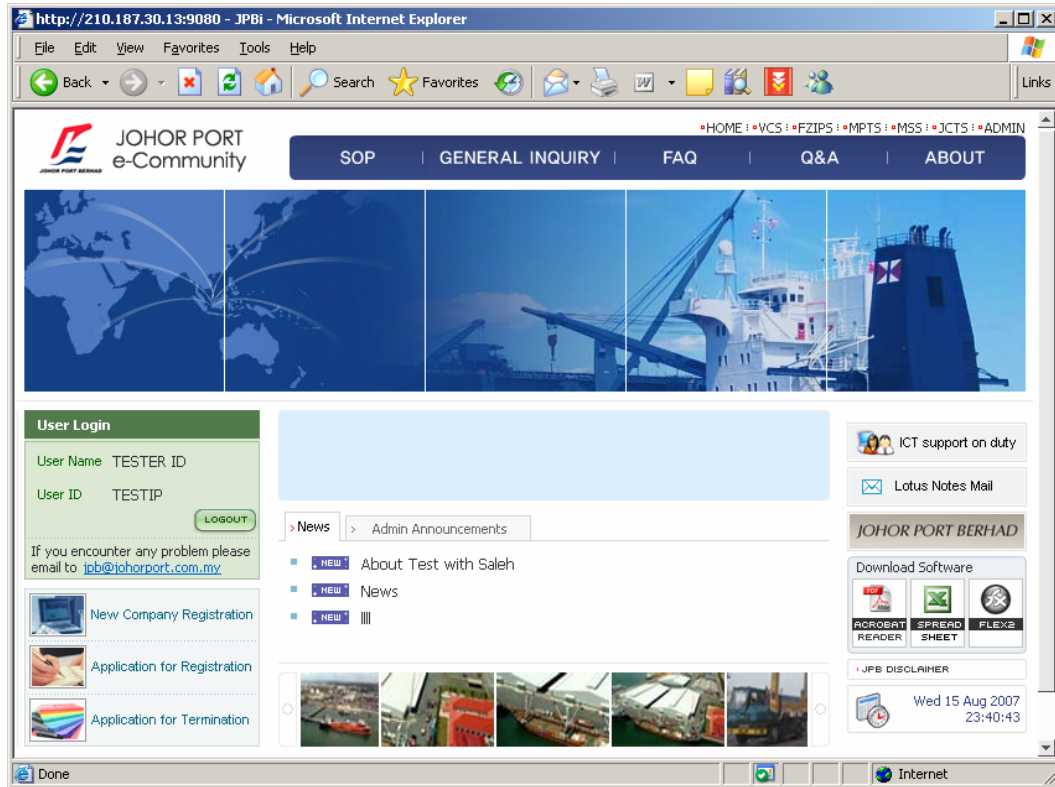 http://210.187.30.13:9080 - JPBi - Microsoft Internet Explorer
File Edit View Favorites Tools Help
Back Search Favorites Links
HOME VCS FZIPS MPTS MSS JCTS ADMIN
JOHOR PORT
e-Community
JOHOR PORT BERHAD
SOP GENERAL INQUIRY FAQ Q&A ABOUT
User Login
User Name TESTER ID
User ID TESTIP
LOGOUT
If you encounter any problem please
email to jpb@johorport.com.my
New Company Registration
Application for Registration
Application for Termination
News Admin Announcements
NEW About Test with Saleh
NEW News
NEW llll
ICT support on duty
Lotus Notes Mail
JOHOR PORT BERHAD
Download Software
PDF
Adobe
ACROBAT READER
SPREAD SHEET
FLEX2
JPB DISCLAIMER
Wed 15 Aug 2007
23:40:43
Done Internet